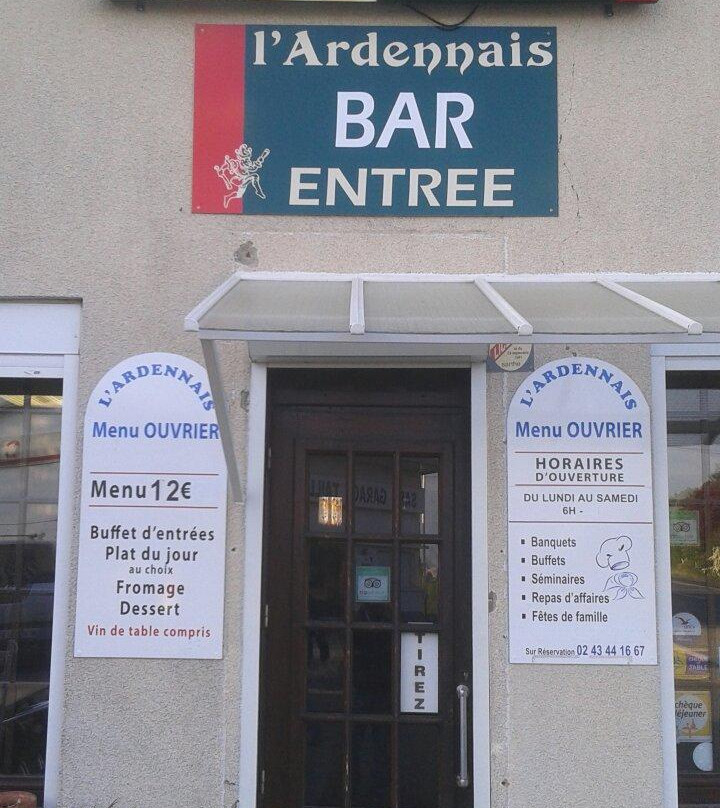 l'Ardennais
BAR
ENTREE
L'ARDENNAIS
Menu OUVRIER
Menu 12€
Buffet d'entrées
Plat du jour
au choix
Fromage
Dessert
Vin de table compris
TIREZ
L'ARDENNAIS
Menu OUVRIER
HORAIRES
D'OUVERTURE
DU LUNDI AU SAMEDI
6H -
Banquets
Buffets
Séminaires
Repas d'affaires
Fêtes de famille
Sur Réservation 02 43 44 16 67
chèque
déjeuner